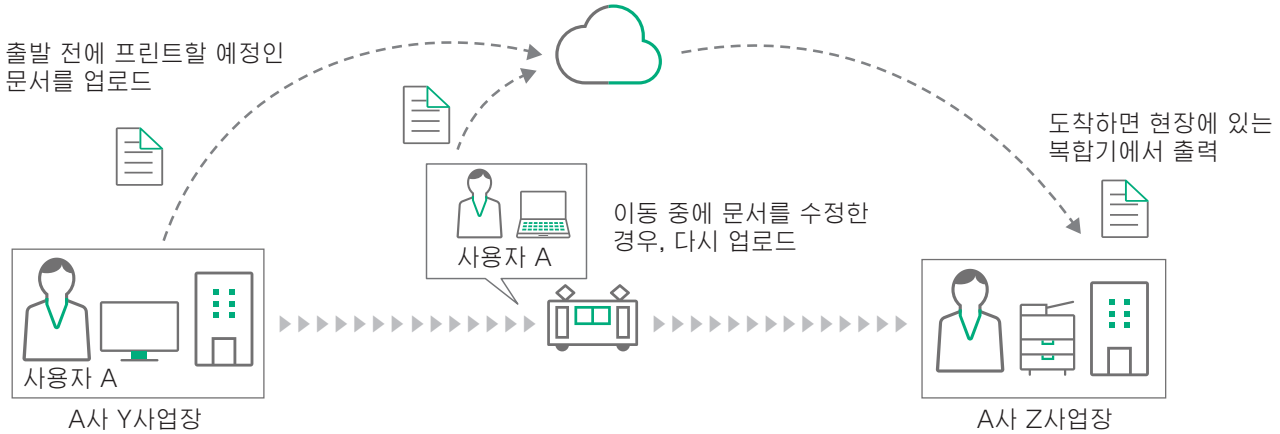 출발 전에 프린트할 예정인
문서를 업로드
도착하면 현장에 있는
복합기에서 출력
이동 중에 문서를 수정한
경우, 다시 업로드
사용자 A
사용자 A
A사 Y사업장
A사 Z사업장